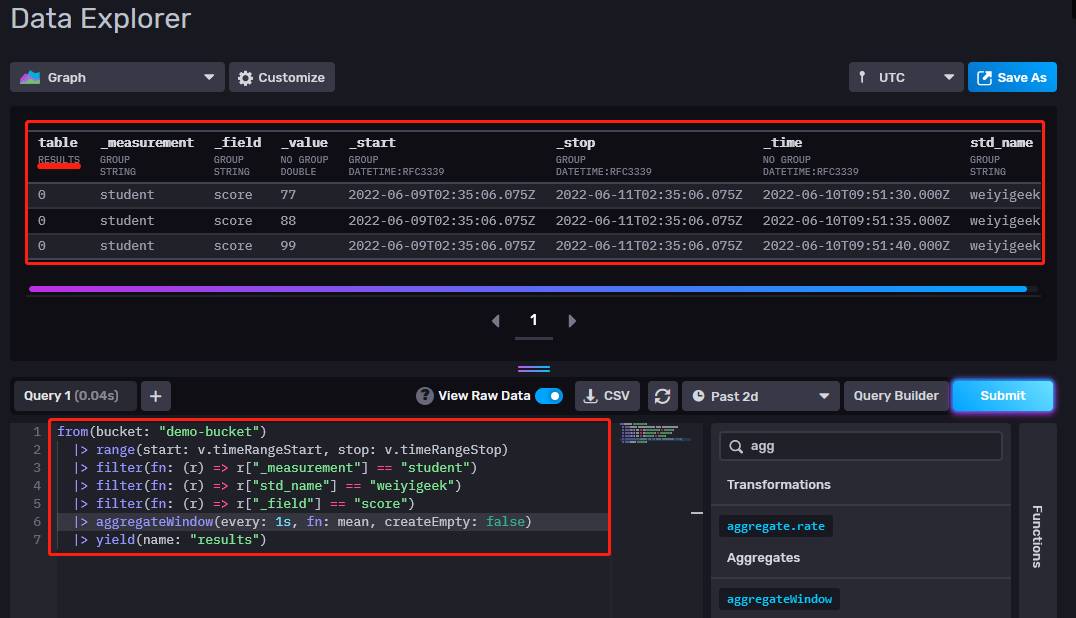 Data Explorer
Graph
Customize
UTC
Save As
table _measurement _field _value _start _stop _time std_name
RESULTS GROUP GROUP NO GROUP GROUP GROUP NO GROUP GROUP
STRING STRING DOUBLE DATETIME:RFC3339 DATETIME:RFC3339 DATETIME:RFC3339 STRING
0 student score 77 2022-06-09T02:35:06.075Z 2022-06-11T02:35:06.075Z 2022-06-10T09:51:30.000Z weiyigeek
0 student score 88 2022-06-09T02:35:06.075Z 2022-06-11T02:35:06.075Z 2022-06-10T09:51:35.000Z weiyigeek
0 student score 99 2022-06-09T02:35:06.075Z 2022-06-11T02:35:06.075Z 2022-06-10T09:51:40.000Z weiyigeek
1
Query 1 (0.04s)
+
? View Raw Data
CSV
Past 2d
Query Builder
Submit
1 from(bucket: "demo-bucket")
2 |> range(start: v.timeRangeStart, stop: v.timeRangeStop)
3 |> filter(fn: (r) => r["_measurement"] == "student")
4 |> filter(fn: (r) => r["std_name"] == "weiyigeek")
5 |> filter(fn: (r) => r["_field"] == "score")
6 |> aggregateWindow(every: 1s, fn: mean, createEmpty: false)
7 |> yield(name: "results")
agg
Transformations
aggregate.rate
Aggregates
aggregateWindow
Functions